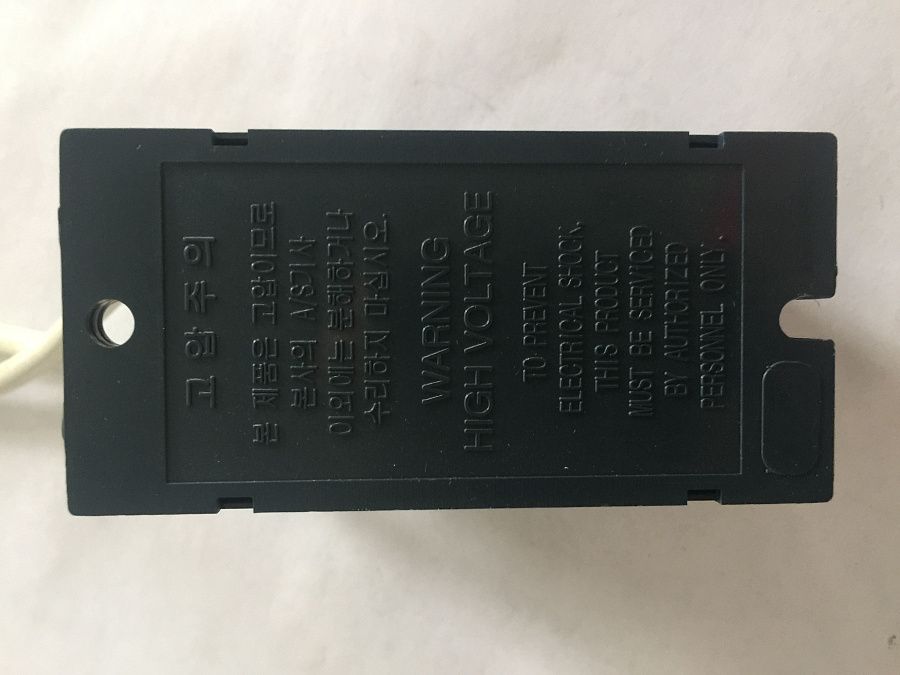 고압주의
본 제품은 고압이므로
본사의 A/S기사
이외에는 분해하거나
수리하지 마십시오.
WARNING
HIGH VOLTAGE
TO PREVENT
ELECTRICAL SHOCK,
THIS PRODUCT
MUST BE SERVICED
BY AUTHORIZED
PERSONNEL ONLY.